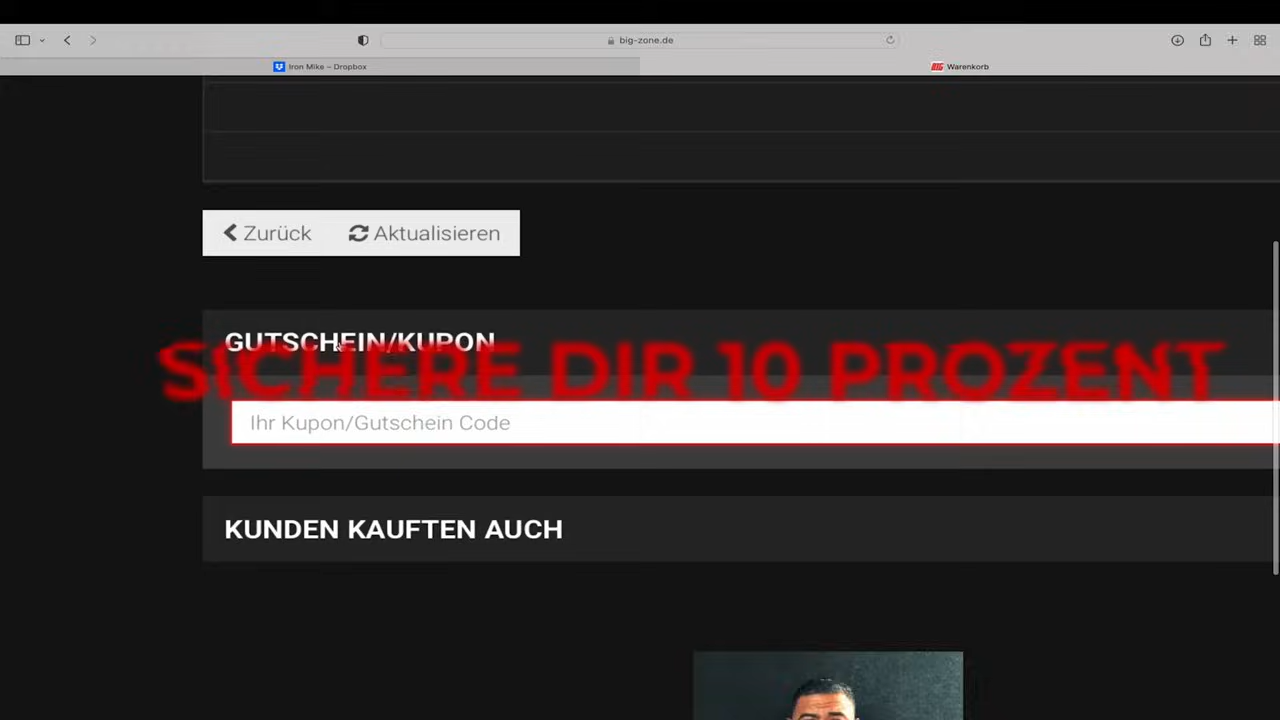 big-zone.de
Iron Mike – Dropbox
BIG Warenkorb
Zurück Aktualisieren
GUTSCHEIN/KUPON
SICHERE DIR 10 PROZENT
Ihr Kupon/Gutschein Code
KUNDEN KAUFTEN AUCH